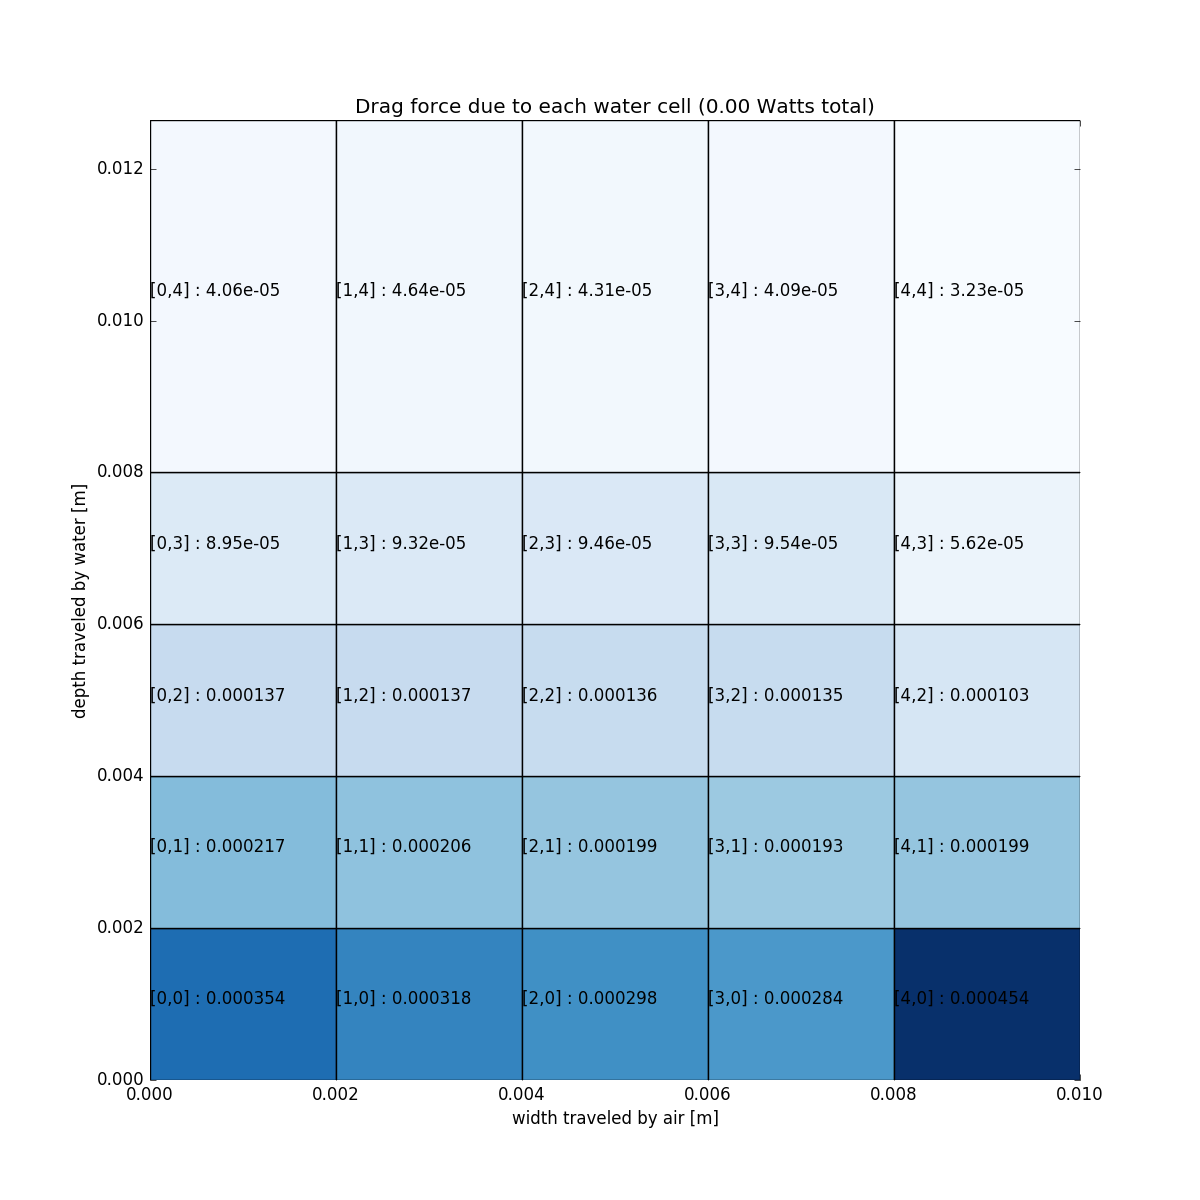 Drag force due to each water cell (0.00 Watts total)
0.012
[0,4] : 4.06e-05 [1,4] : 4.64e-05 [2,4] : 4.31e-05 [3,4] : 4.09e-05 [4,4] : 3.23e-05
0.010
0.008
depth traveled by water [m]
[0,3] : 8.95e-05 [1,3] : 9.32e-05 [2,3] : 9.46e-05 [3,3] : 9.54e-05 [4,3] : 5.62e-05
0.006
[0,2] : 0.000137 [1,2] : 0.000137 [2,2] : 0.000136 [3,2] : 0.000135 [4,2] : 0.000103
0.004
[0,1] : 0.000217 [1,1] : 0.000206 [2,1] : 0.000199 [3,1] : 0.000193 [4,1] : 0.000199
0.002
[0,0] : 0.000354 [1,0] : 0.000318 [2,0] : 0.000298 [3,0] : 0.000284 [4,0] : 0.000454
0.000
0.000 0.002 0.004 0.006 0.008 0.010
width traveled by air [m]